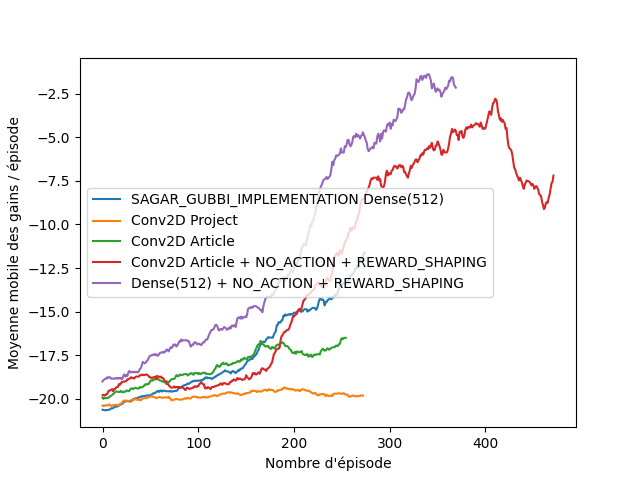 −2.5
−5.0
−7.5
−10.0
−12.5
−15.0
−17.5
−20.0
Moyenne mobile des gains / épisode
SAGAR_GUBBI_IMPLEMENTATION Dense(512)
Conv2D Project
Conv2D Article
Conv2D Article + NO_ACTION + REWARD_SHAPING
Dense(512) + NO_ACTION + REWARD_SHAPING
0 100 200 300 400
Nombre d'épisode